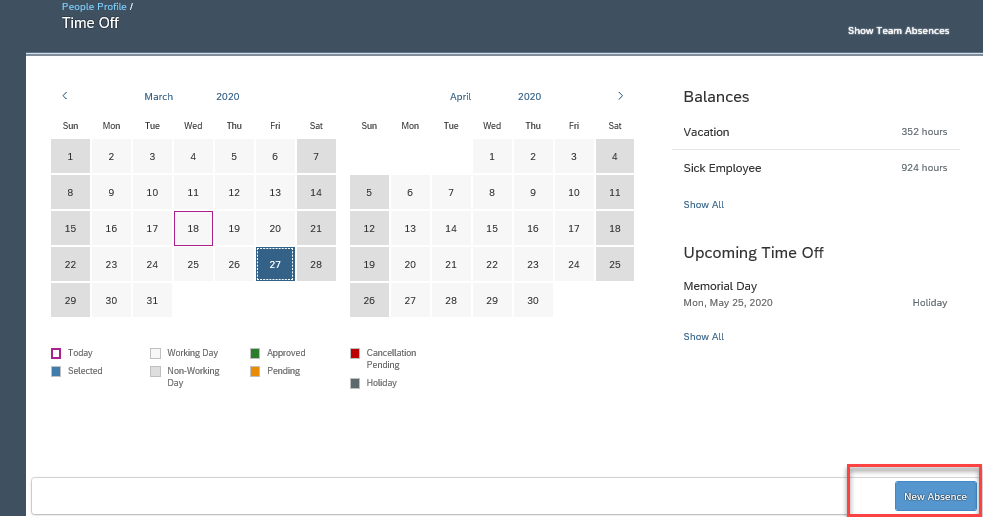 People Profile /
Time Off
Show Team Absences
March 2020
Sun Mon Tue Wed Thu Fri Sat
1 2 3 4 5 6 7
8 9 10 11 12 13 14
15 16 17 18 19 20 21
22 23 24 25 26 27 28
29 30 31
April 2020
Sun Mon Tue Wed Thu Fri Sat
1 2 3 4
5 6 7 8 9 10 11
12 13 14 15 16 17 18
19 20 21 22 23 24 25
26 27 28 29 30
Today
Selected
Working Day
Non-Working
Day
Approved
Pending
Cancellation
Pending
Holiday
Balances
Vacation 352 hours
Sick Employee 924 hours
Show All
Upcoming Time Off
Memorial Day
Mon, May 25, 2020 Holiday
Show All
New Absence